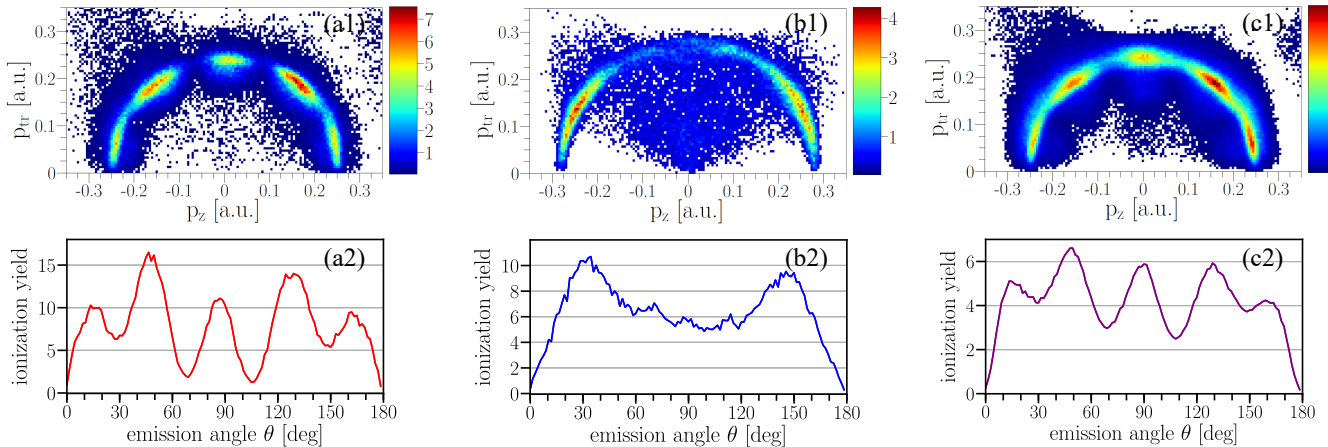 (a1)
p_tr [a.u.]
0.3
0.2
0.1
0
-0.3 -0.2 -0.1 0 0.1 0.2 0.3
p_z [a.u.]
7
6
5
4
3
2
1
(b1)
p_tr [a.u.]
0.3
0.2
0.1
0
-0.3 -0.2 -0.1 0 0.1 0.2 0.3
p_z [a.u.]
4
3
2
1
(c1)
p_tr [a.u.]
0.3
0.2
0.1
0
-0.3 -0.2 -0.1 0 0.1 0.2 0.3
p_z [a.u.]
(a2)
ionization yield
15
10
5
0
0 30 60 90 120 150 180
emission angle θ [deg]
(b2)
ionization yield
10
8
6
4
2
0
0 30 60 90 120 150 180
emission angle θ [deg]
(c2)
ionization yield
6
4
2
0
0 30 60 90 120 150 180
emission angle θ [deg]